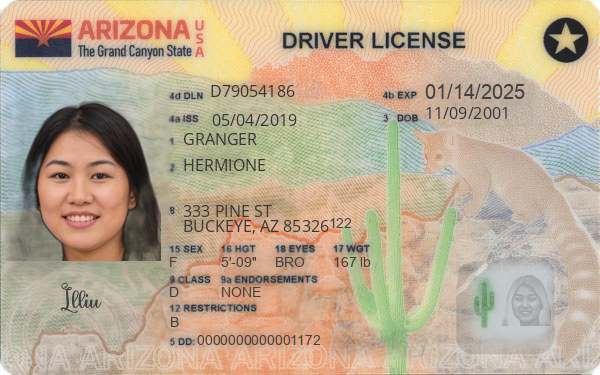 ARIZONA USA
The Grand Canyon State
DRIVER LICENSE
4d DLN D79054186
4b EXP 01/14/2025
4a ISS 05/04/2019
3 DOB 11/09/2001
1 GRANGER
2 HERMIONE
8 333 PINE ST
BUCKEYE, AZ 85326122
15 SEX 16 HGT 18 EYES 17 WGT
F 5'-09" BRO 167 lb
9 CLASS 9a ENDORSEMENTS
D NONE
12 RESTRICTIONS
B
5 DD: 0000000000001172
ARIZONA ARIZONA ARIZONA ARIZONA